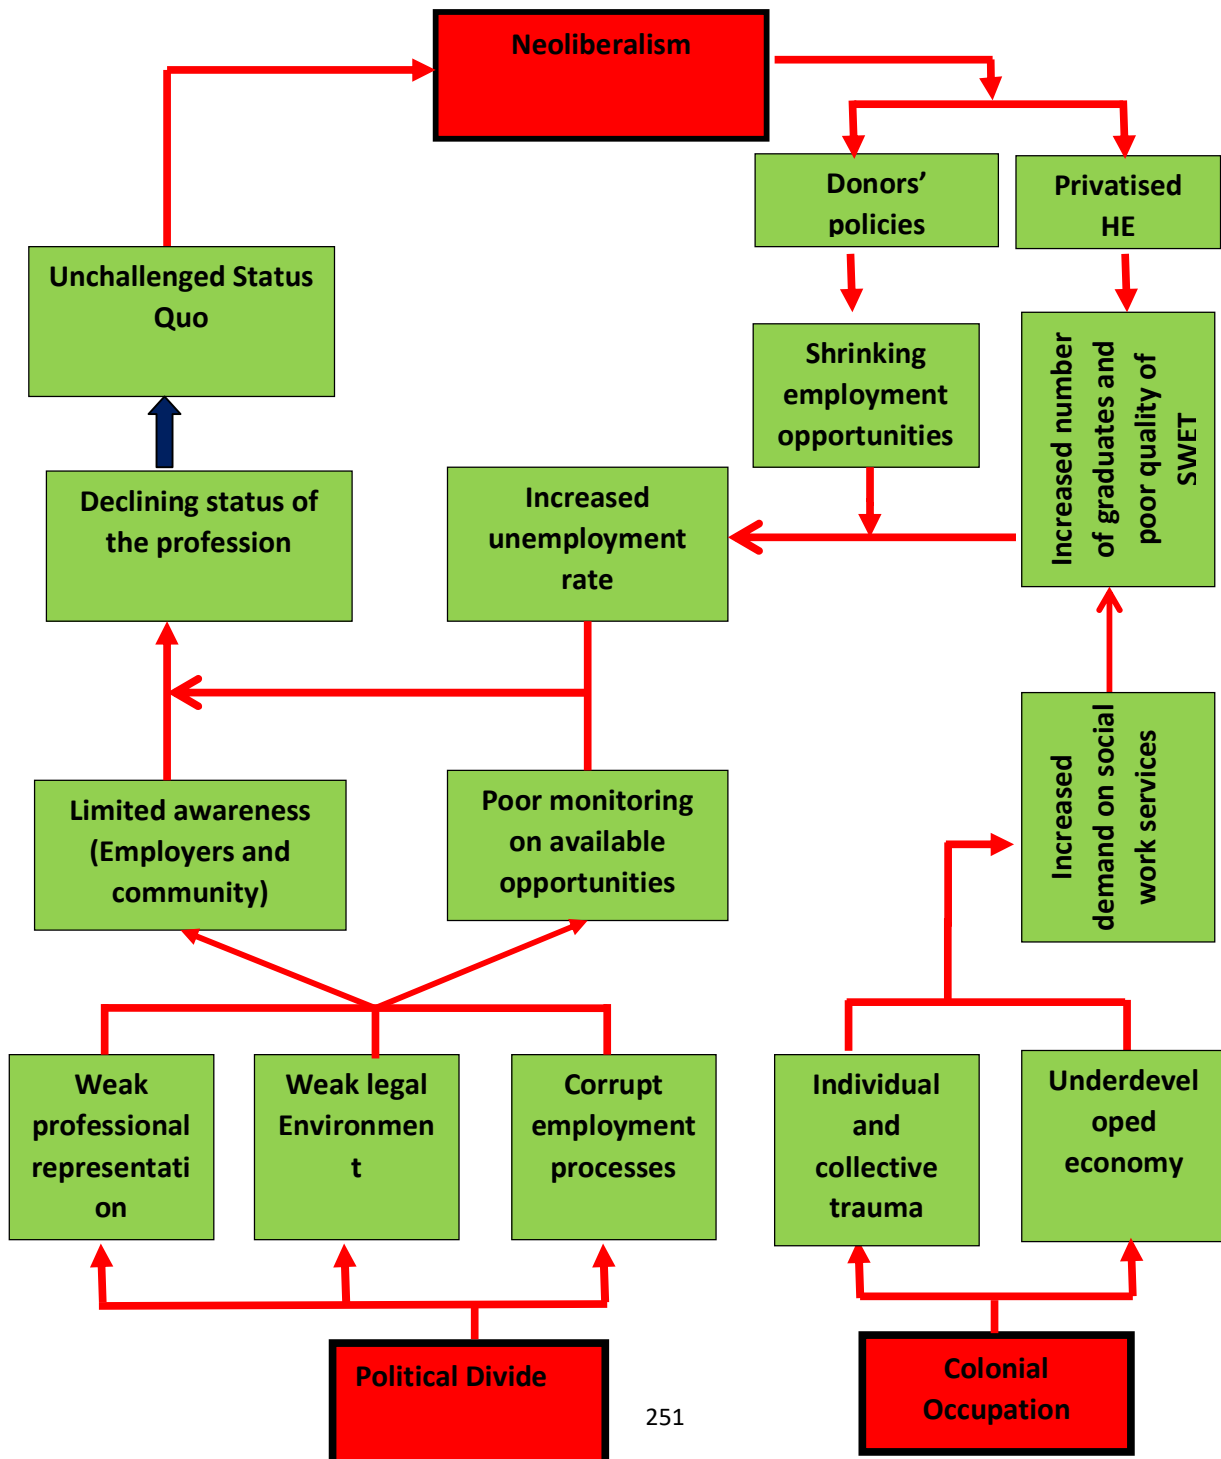 Neoliberalism
Donors’
policies
Privatised
HE
Unchallenged Status
Quo
Shrinking
employment
opportunities
Increased number
of graduates and
poor quality of
SWET
Declining status of
the profession
Increased
unemployment
rate
Increased
demand on social
work services
Limited awareness
(Employers and
community)
Poor monitoring
on available
opportunities
Weak
professional
representati
on
Weak legal
Environmen
t
Corrupt
employment
processes
Individual
and
collective
trauma
Underdevel
oped
economy
Political Divide
Colonial
Occupation
251